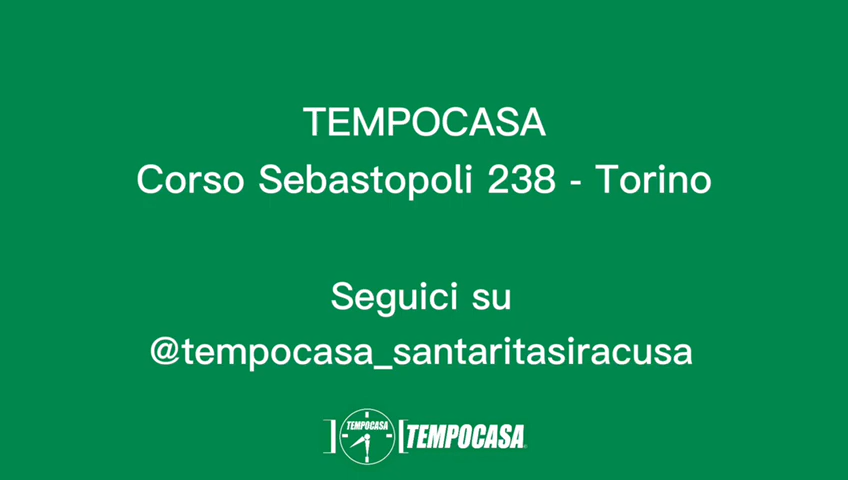 TEMPOCASA
Corso Sebastopoli 238 - Torino
Seguici su
@tempocasa_santaritasiracusa
TEMPOCASA
TEMPOCASA